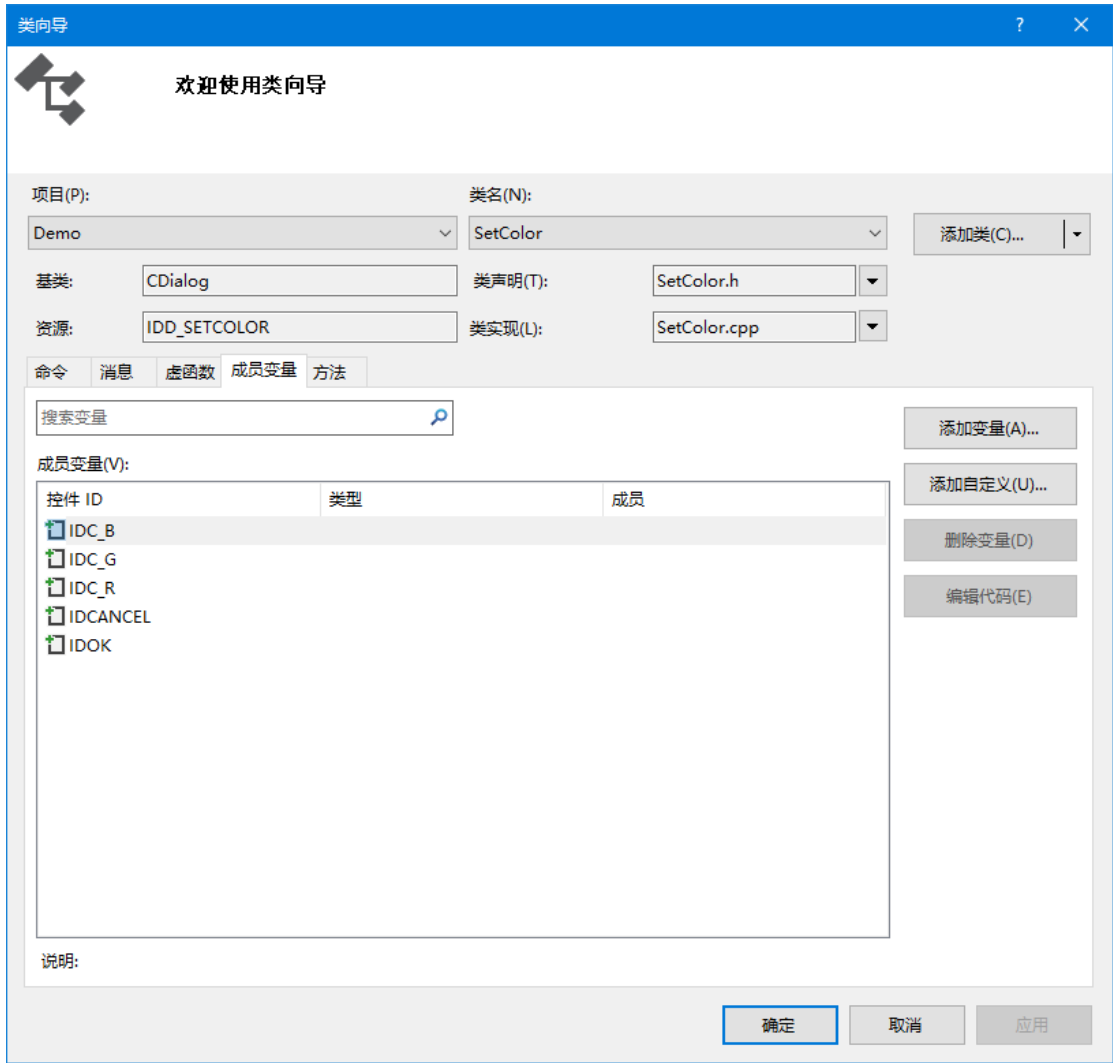 类向导
?
欢迎使用类向导
项目(P):
类名(N):
Demo
SetColor
添加类(C)...
基类:
CDialog
类声明(T):
SetColor.h
资源:
IDD_SETCOLOR
类实现(L):
SetColor.cpp
命令 消息 虚函数 成员变量 方法
搜索变量
添加变量(A)...
成员变量(V):
添加自定义(U)...
控件 ID 类型 成员
IDC_B
删除变量(D)
IDC_G
IDC_R
编辑代码(E)
IDCANCEL
IDOK
说明:
确定 取消 应用